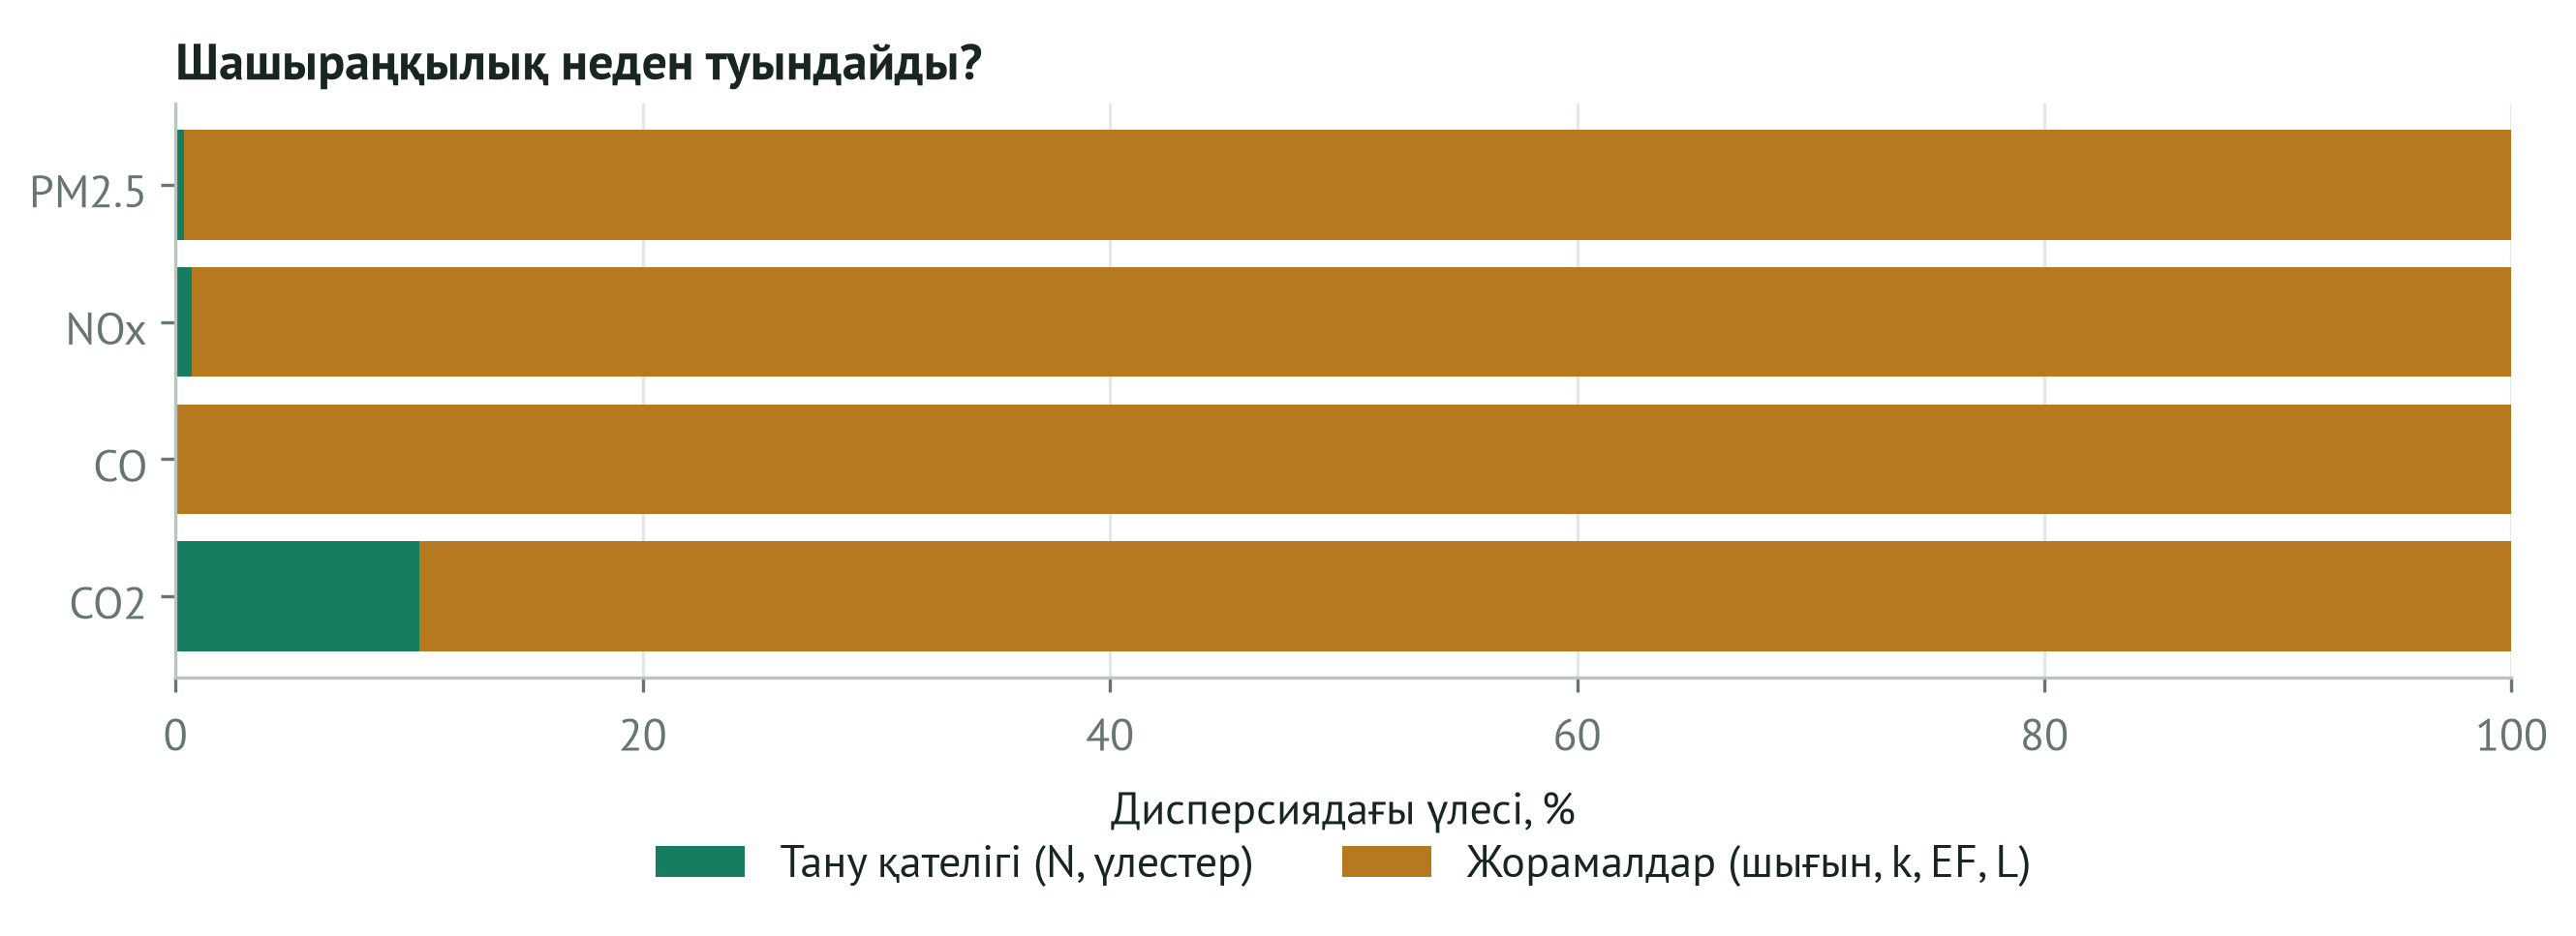 Шашыраңқылық неден туындайды?
PM2.5
NOx
CO
CO2
0 20 40 60 80 100
Дисперсиядағы үлесі, %
Тану қателігі (N, үлестер) Жорамалдар (шығын, k, EF, L)